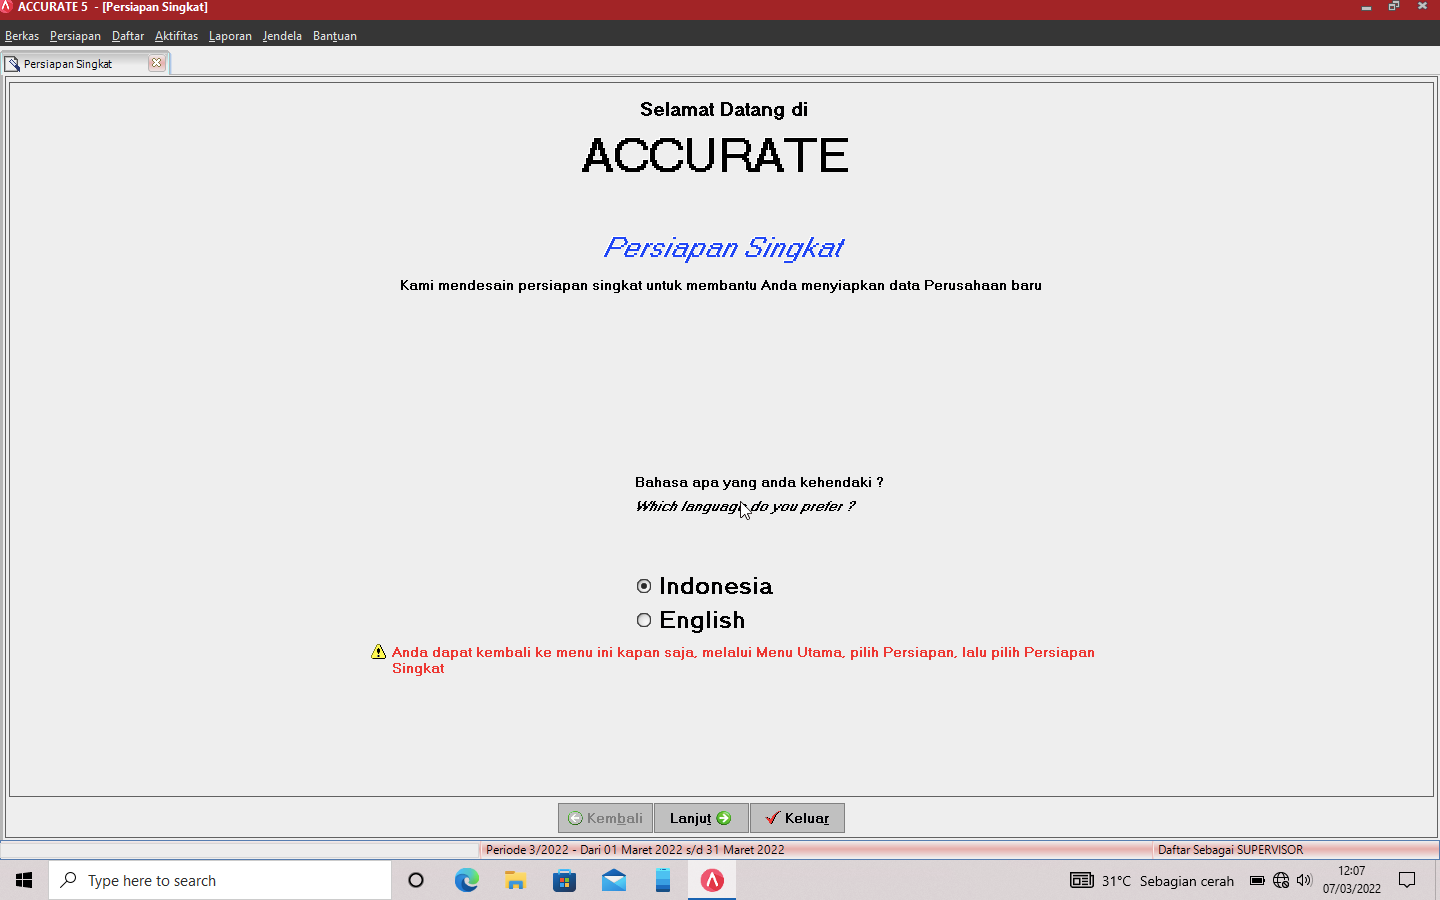 ACCURATE 5 - [Persiapan Singkat]
Berkas Persiapan Daftar Aktifitas Laporan Jendela Bantuan
Persiapan Singkat
Selamat Datang di
ACCURATE
Persiapan Singkat
Kami mendesain persiapan singkat untuk membantu Anda menyiapkan data Perusahaan baru
Bahasa apa yang anda kehendaki ?
Which language do you prefer ?
Indonesia
English
Anda dapat kembali ke menu ini kapan saja, melalui Menu Utama, pilih Persiapan, lalu pilih Persiapan
Singkat
Kembali Lanjut Keluar
Periode 3/2022 - Dari 01 Maret 2022 s/d 31 Maret 2022 Daftar Sebagai SUPERVISOR
Type here to search 31°C Sebagian cerah 12:07
07/03/2022